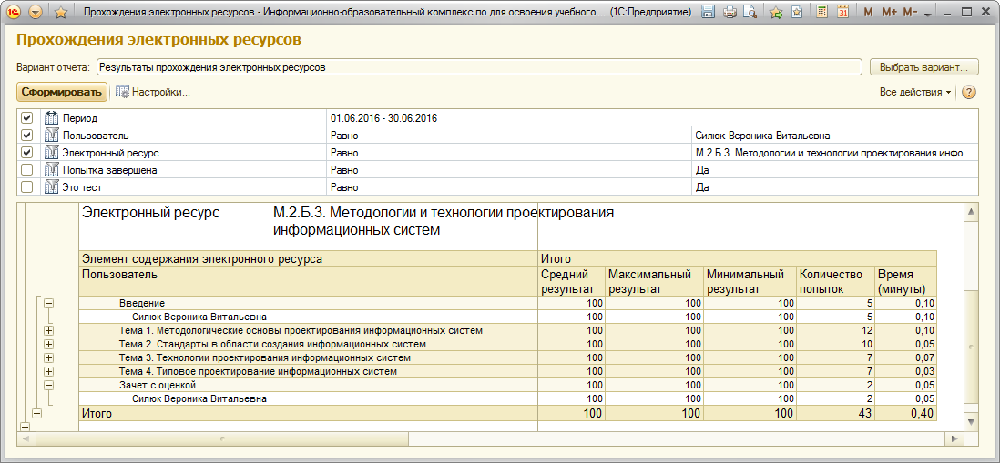 Прохождения электронных ресурсов - Информационно-образовательный комплекс по для освоения учебного... (1С:Предприятие) M M+ M-
Прохождения электронных ресурсов
Вариант отчета: Результаты прохождения электронных ресурсов Выбрать вариант...
Сформировать Настройки... Все действия ?
Период 01.06.2016 - 30.06.2016
Пользователь Равно Силюк Вероника Витальевна
Электронный ресурс Равно М.2.Б.3. Методологии и технологии проектирования инфо...
Попытка завершена Равно Да
Это тест Равно Да
Электронный ресурс М.2.Б.3. Методологии и технологии проектирования
информационных систем
Элемент содержания электронного ресурса Итого
Пользователь Средний Максимальный Минимальный Количество Время
результат результат результат попыток (минуты)
Введение 100 100 100 5 0,10
Силюк Вероника Витальевна 100 100 100 5 0,10
Тема 1. Методологические основы проектирования информационных систем 100 100 100 12 0,10
Тема 2. Стандарты в области создания информационных систем 100 100 100 10 0,05
Тема 3. Технологии проектирования информационных систем 100 100 100 7 0,07
Тема 4. Типовое проектирование информационных систем 100 100 100 7 0,03
Зачет с оценкой 100 100 100 2 0,05
Силюк Вероника Витальевна 100 100 100 2 0,05
Итого 100 100 100 43 0,40